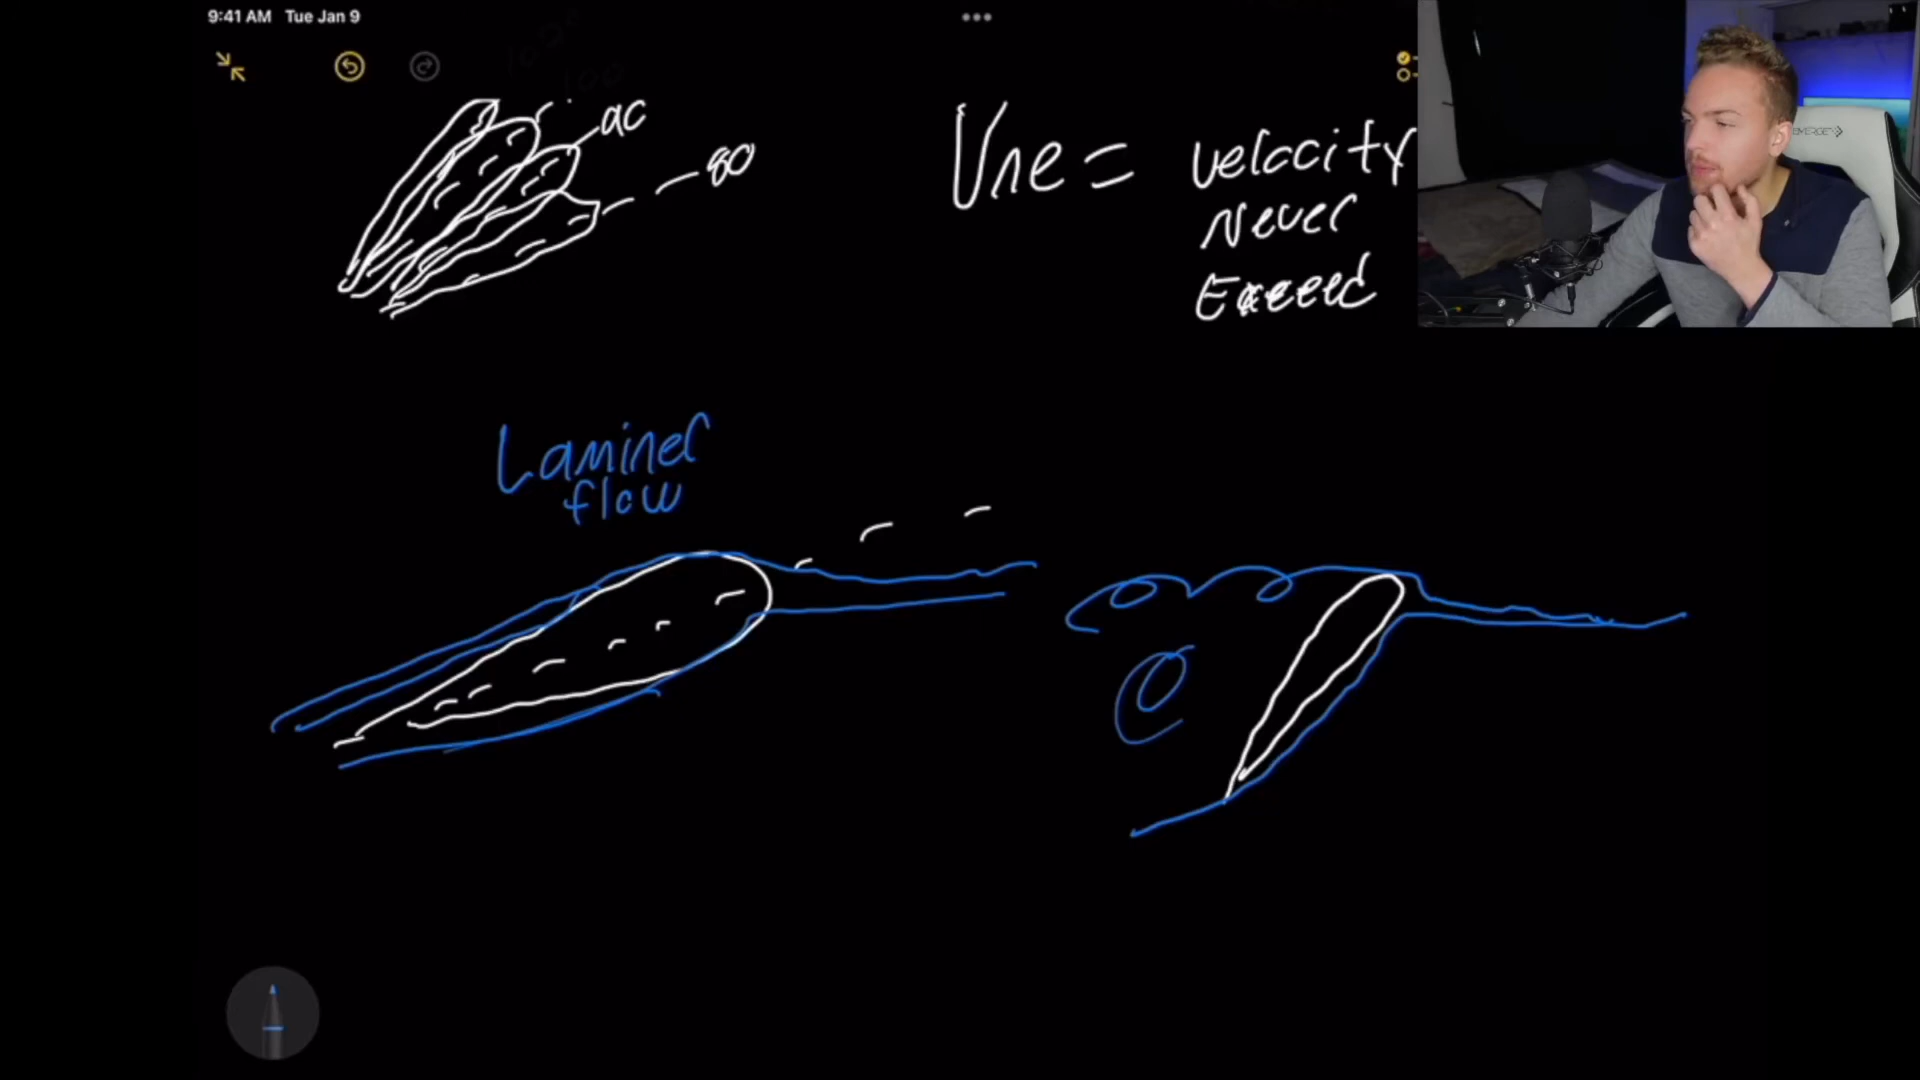 9:41 AM Tue Jan 9
ac
80
Vne = velocity
Never
Exceed
Laminer
flow